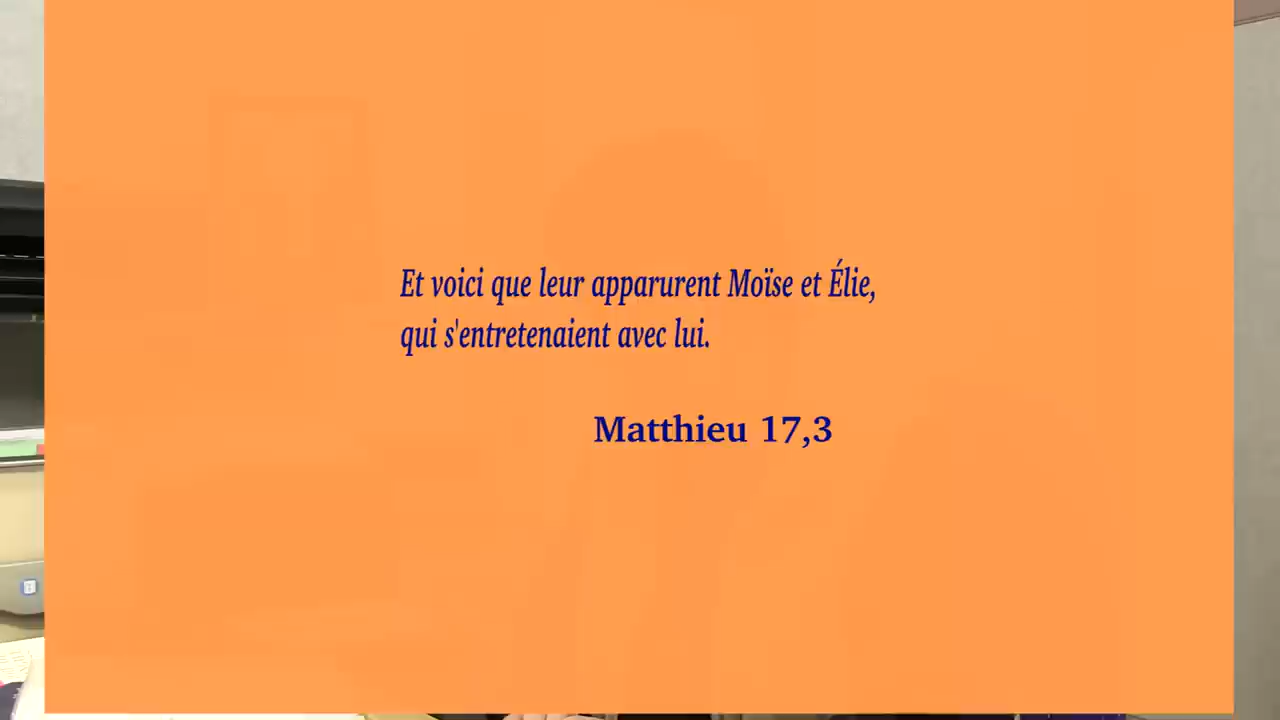 Et voici que leur apparurent Moïse et Élie,
qui s'entretenaient avec lui.
Matthieu 17,3